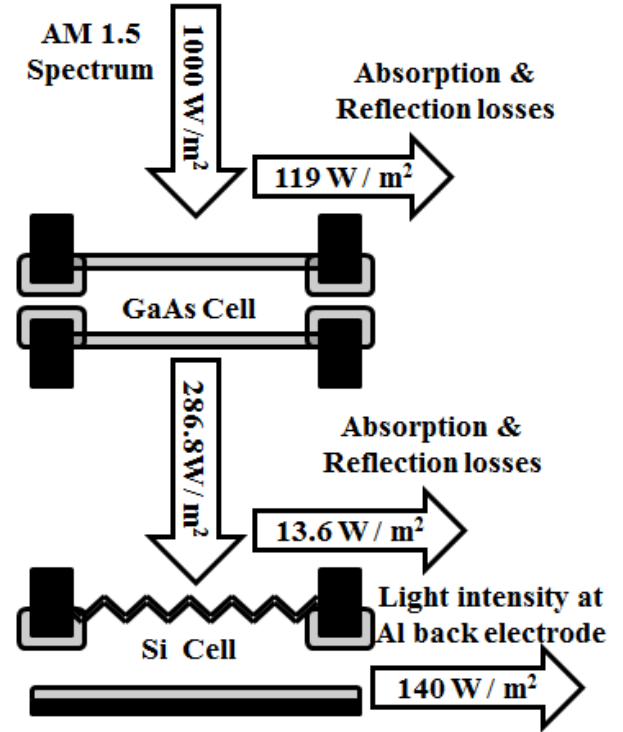 AM 1.5
Spectrum
1000 W/m²
Absorption &
Reflection losses
119 W / m²
GaAs Cell
286.8W/ m²
Absorption &
Reflection losses
13.6 W / m²
Light intensity at
Al back electrode
Si Cell
140 W / m²